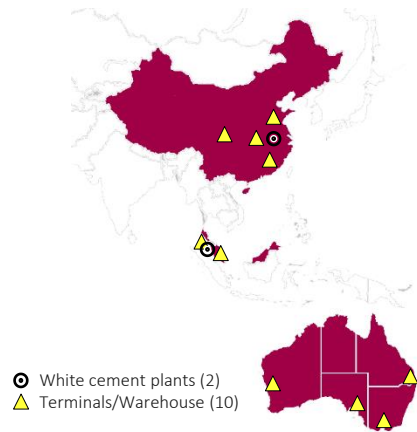 White cement plants (2)
Terminals/Warehouse (10)